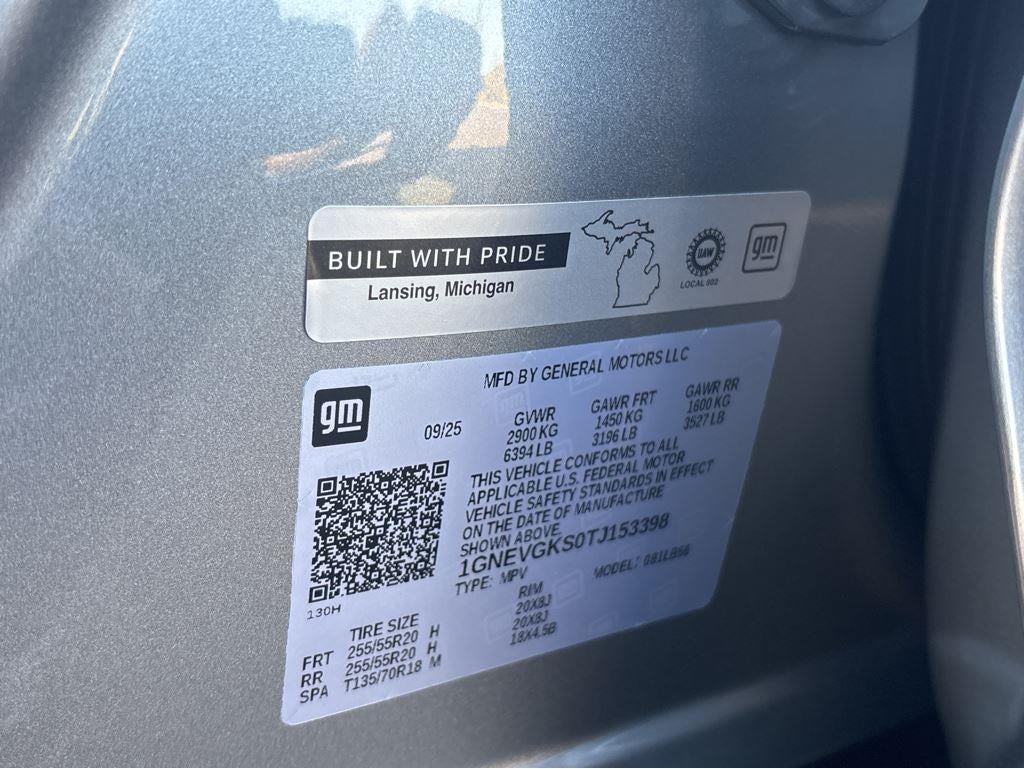 BUILT WITH PRIDE
Lansing, Michigan
UAW
LOCAL 602
gm
gm
MFD BY GENERAL MOTORS LLC
09/25
GVWR GAWR FRT GAWR RR
2900 KG 1450 KG 1600 KG
6394 LB 3196 LB 3527 LB
THIS VEHICLE CONFORMS TO ALL
APPLICABLE U.S. FEDERAL MOTOR
VEHICLE SAFETY STANDARDS IN EFFECT
ON THE DATE OF MANUFACTURE
SHOWN ABOVE.
1GNEVGKS0TJ153398
TYPE: MPV MODEL:
130H
TIRE SIZE RIM
FRT 255/55R20 H 20X8J
RR 255/55R20 H 20X8J
SPA T135/70R18 M 18X4.5B